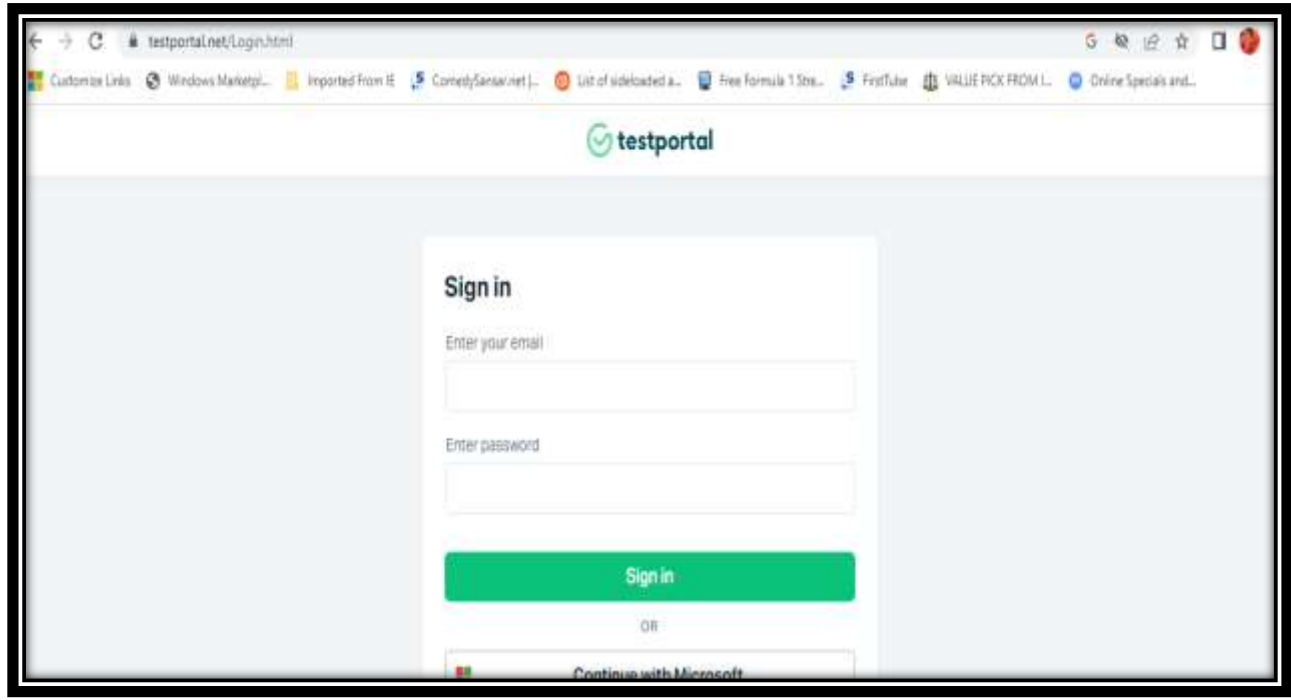 testportal.net/Login.html
G
Customize Links Windows Marketpl... Imported From IE ComedySansar.net |... List of sideloaded a... Free Formula 1 Stre... FirstTube VALUE PICK FROM I... Online Specials and...
testportal
Sign in
Enter your email
Enter password
Sign in
OR
Continue with Microsoft